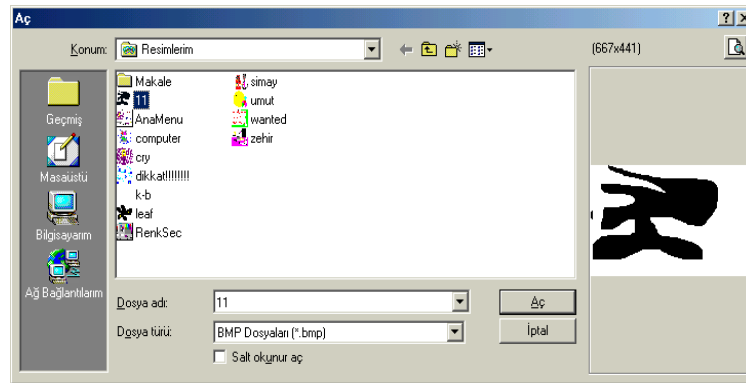 Aç
Konum: Resimlerim (667x441)
Geçmiş
Masaüstü
Bilgisayarım
Ağ Bağlantılarım
Makale
11
AnaMenu
computer
cry
dikkat!!!!!!!!!
k-b
leaf
RenkSec
simay
umut
wanted
zehir
Dosya adı: 11 Aç
Dosya türü: BMP Dosyaları (*.bmp) İptal
Salt okunur aç